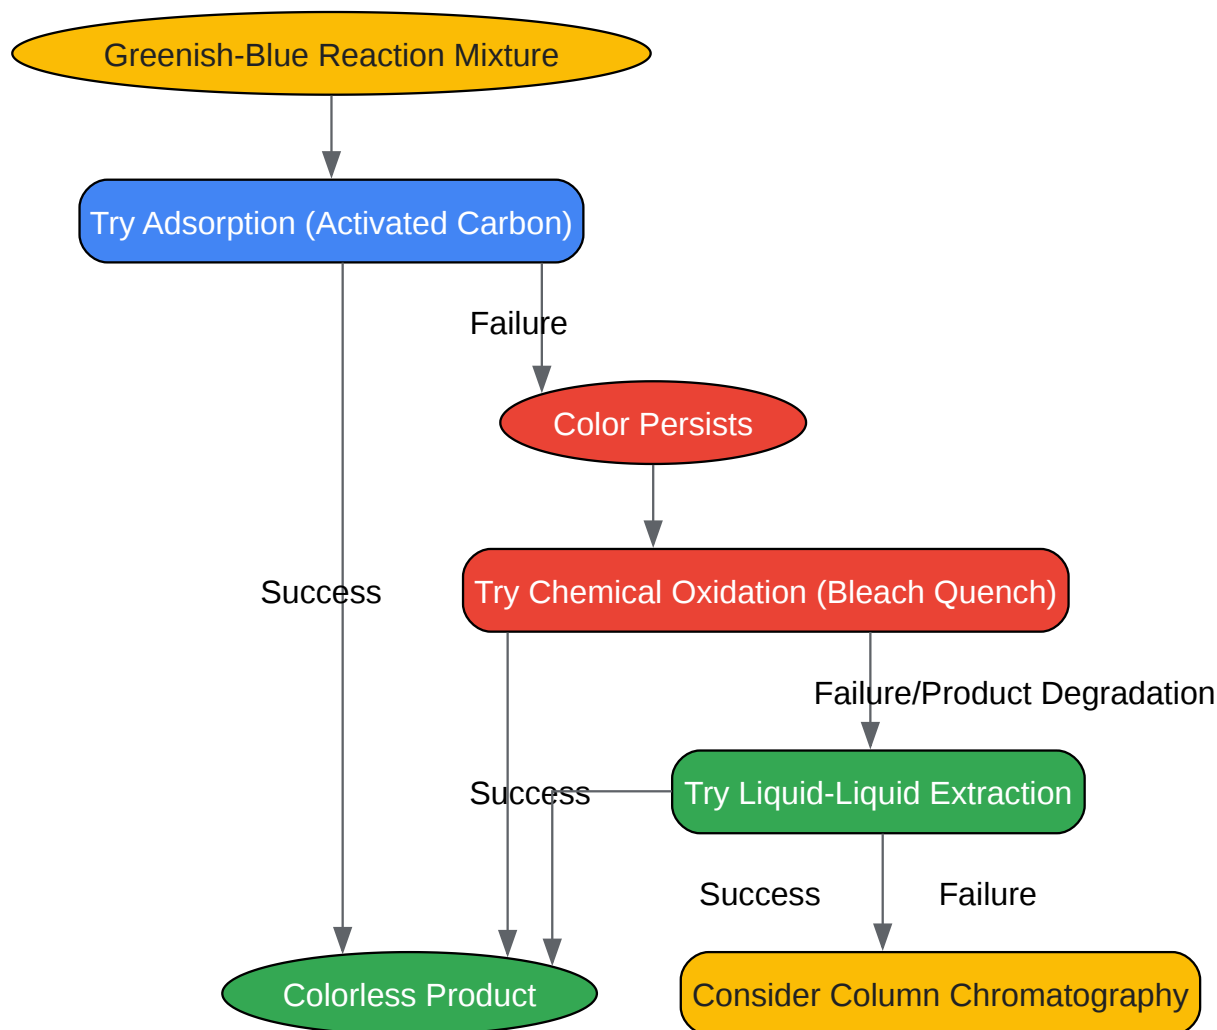 Greenish-Blue Reaction Mixture
Try Adsorption (Activated Carbon)
Failure
Color Persists
Success
Try Chemical Oxidation (Bleach Quench)
Failure/Product Degradation
Success
Try Liquid-Liquid Extraction
Success
Failure
Colorless Product
Consider Column Chromatography